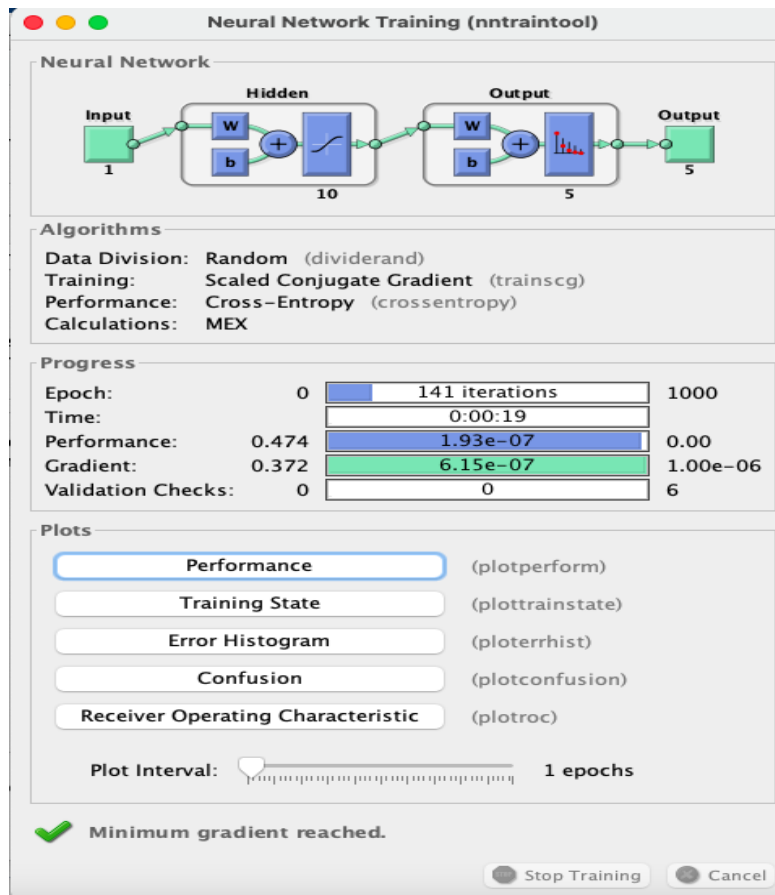 Neural Network Training (nntraintool)
Neural Network
Hidden Output
Input Output
W W
+ +
b b
1 5
10 5
Algorithms
Data Division: Random (dividerand)
Training: Scaled Conjugate Gradient (trainscg)
Performance: Cross-Entropy (crossentropy)
Calculations: MEX
Progress
Epoch: 0 141 iterations 1000
Time: 0:00:19
Performance: 0.474 1.93e-07 0.00
Gradient: 0.372 6.15e-07 1.00e-06
Validation Checks: 0 0 6
Plots
Performance (plotperform)
Training State (plottrainstate)
Error Histogram (ploterrhist)
Confusion (plotconfusion)
Receiver Operating Characteristic (plotroc)
Plot Interval: 1 epochs
Minimum gradient reached.
Stop Training Cancel